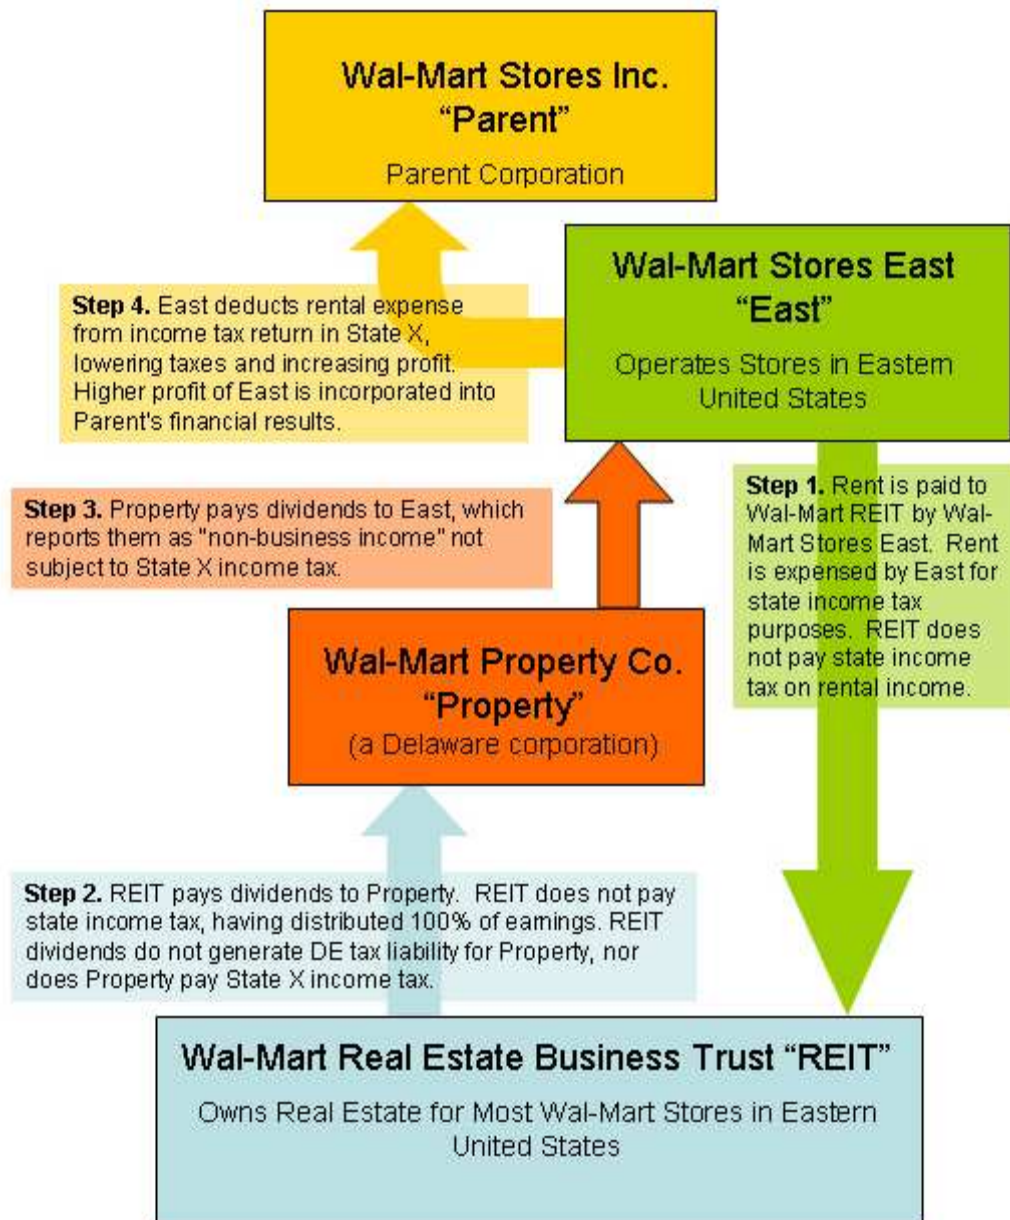 Wal-Mart Stores Inc.
“Parent”
Parent Corporation
Wal-Mart Stores East
“East”
Operates Stores in Eastern
United States
Step 4. East deducts rental expense
from income tax return in State X,
lowering taxes and increasing profit.
Higher profit of East is incorporated into
Parent's financial results.
Step 1. Rent is paid to
Wal-Mart REIT by Wal-
Mart Stores East. Rent
is expensed by East for
state income tax
purposes. REIT does
not pay state income
tax on rental income.
Step 3. Property pays dividends to East, which
reports them as "non-business income" not
subject to State X income tax.
Wal-Mart Property Co.
“Property”
(a Delaware corporation)
Step 2. REIT pays dividends to Property. REIT does not pay
state income tax, having distributed 100% of earnings. REIT
dividends do not generate DE tax liability for Property, nor
does Property pay State X income tax.
Wal-Mart Real Estate Business Trust “REIT”
Owns Real Estate for Most Wal-Mart Stores in Eastern
United States